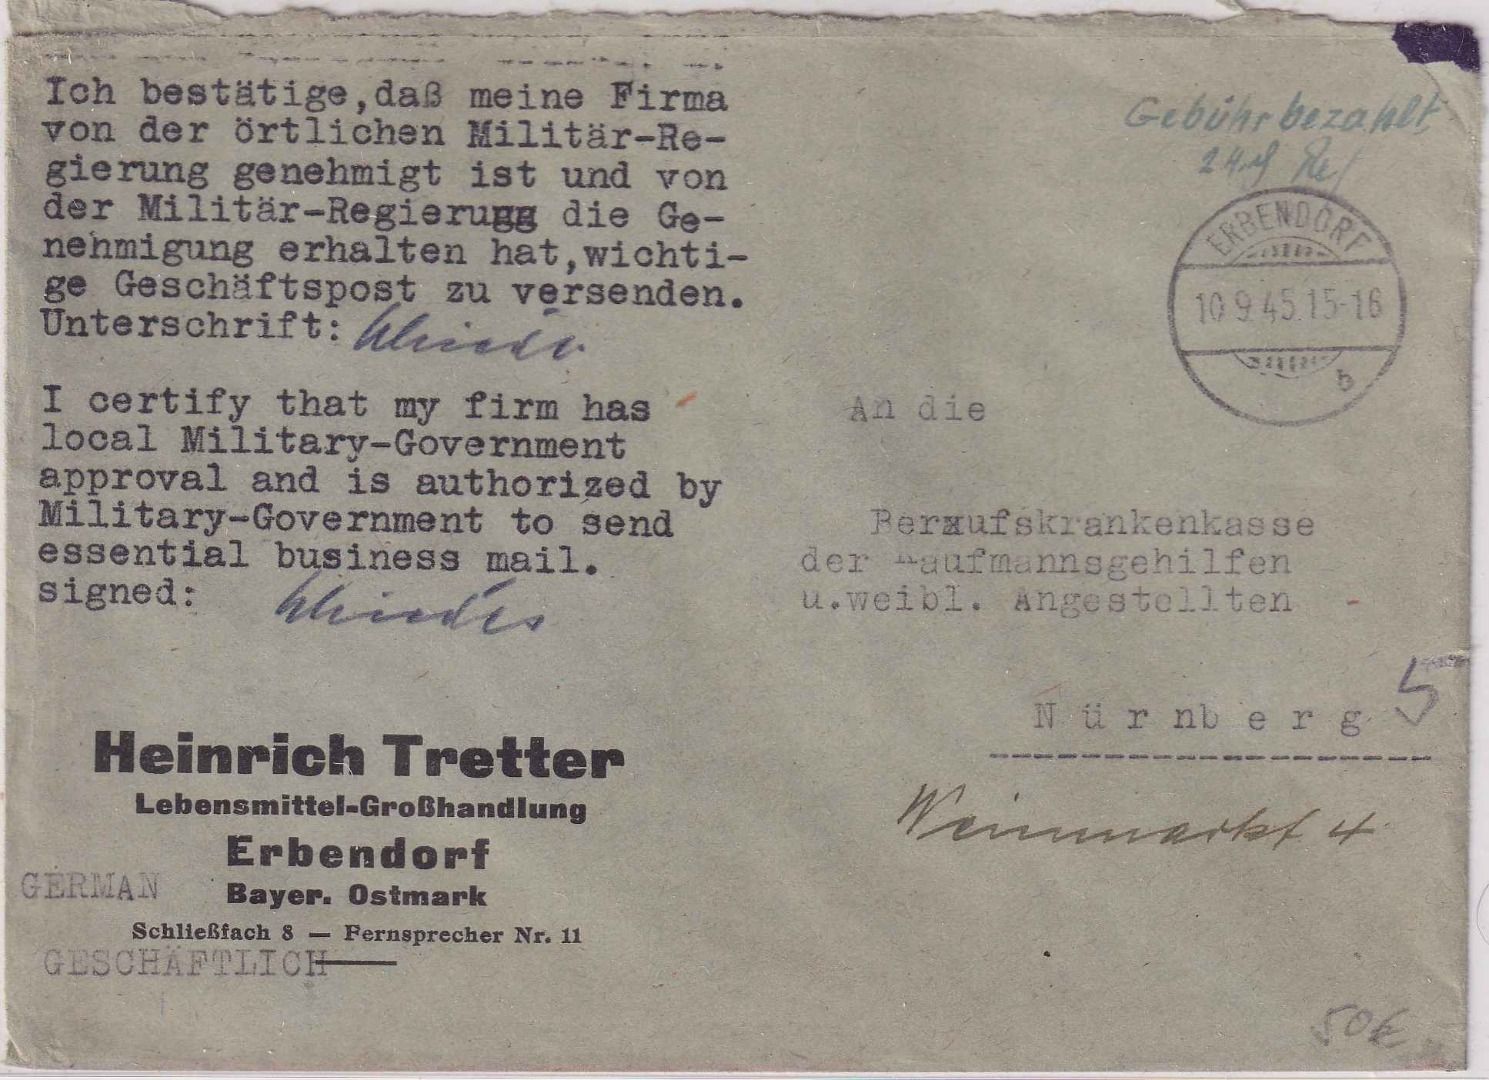 Ich bestätige,daß meine Firma
von der örtlichen Militär-Re-
gierung genehmigt ist und von
der Militär-Regierugg die Ge-
nehmigung erhalten hat,wichti-
ge Geschäftspost zu versenden.
Unterschrift:
I certify that my firm has
local Military-Government
approval and is authorized by
Military-Government to send
essential business mail.
signed:
Heinrich Tretter
Lebensmittel-Großhandlung
Erbendorf
Bayer. Ostmark
Schließfach 8 — Fernsprecher Nr. 11
GERMAN
GESCHÄFTLICH
Gebühr bezahlt
ERBENDORF
10.9.45.15-16
b
An die
Berxufskrankenkasse
der Kaufmannsgehilfen
u.weibl. Angestellten
Nürnberg 5
Weinmarkt 4
50€